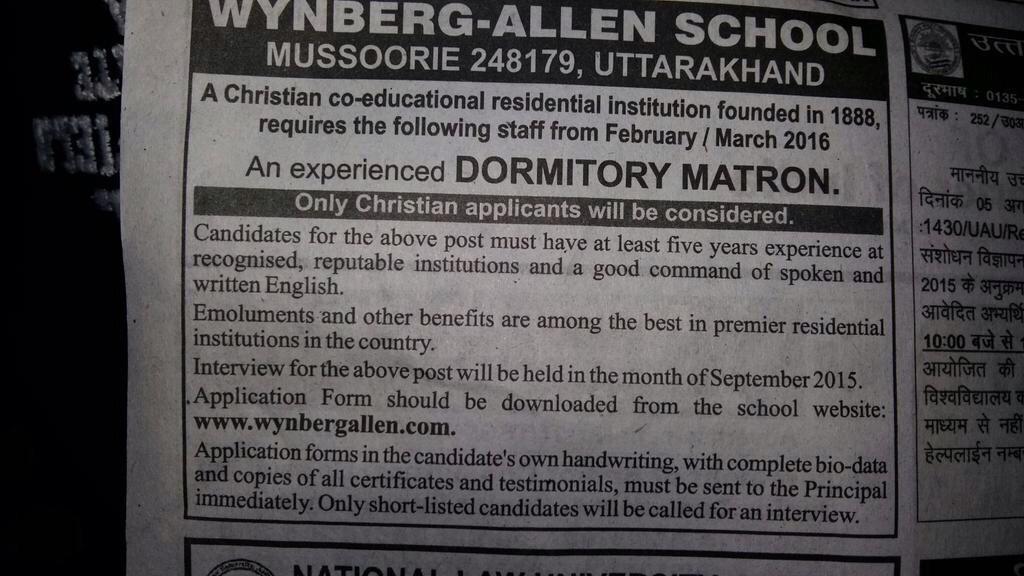 WYNBERG-ALLEN SCHOOL
MUSSOORIE 248179, UTTARAKHAND
A Christian co-educational residential institution founded in 1888,
requires the following staff from February / March 2016
An experienced DORMITORY MATRON.
Only Christian applicants will be considered.
Candidates for the above post must have at least five years experience at
recognised, reputable institutions and a good command of spoken and
written English.
Emoluments and other benefits are among the best in premier residential
institutions in the country.
Interview for the above post will be held in the month of September 2015.
Application Form should be downloaded from the school website:
www.wynbergallen.com.
Application forms in the candidate's own handwriting, with complete bio-data
and copies of all certificates and testimonials, must be sent to the Principal
immediately. Only short-listed candidates will be called for an interview.
NATIONAL LAW UNIVERSITY
दूरभाष : 0135-
पत्रांक : 252/
माननीय
दिनांक 05
:1430/UAU/Re
संशोधन
2015 के
आवेदित
10:00 बजे से
आयोजित की
विश्वविद्यालय
माध्यम से नहीं
हेल्पलाईन